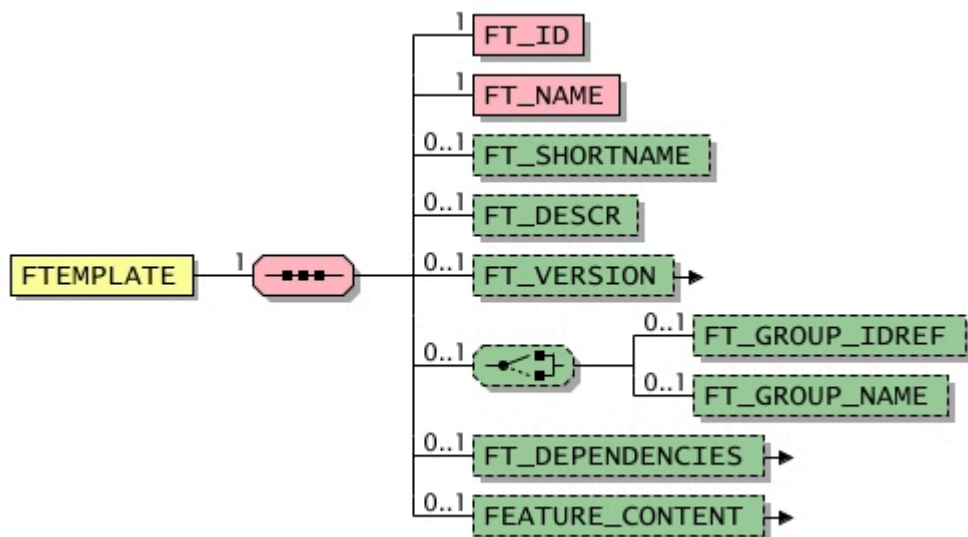 1
FT_ID
1
FT_NAME
0..1
FT_SHORTNAME
0..1
FT_DESCR
FTEMPLATE
1
0..1
FT_VERSION
0..1
0..1
FT_GROUP_IDREF
0..1
FT_GROUP_NAME
0..1
FT_DEPENDENCIES
0..1
FEATURE_CONTENT